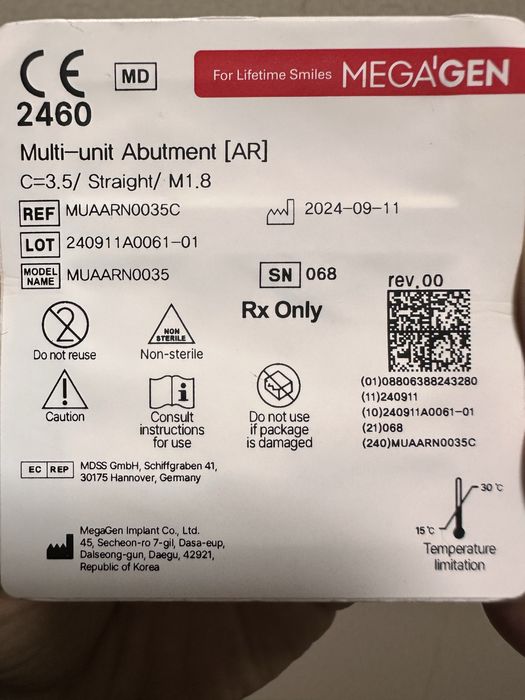 CE
2460
MD
For Lifetime Smiles MEGA'GEN
Multi-unit Abutment [AR]
C=3.5/ Straight/ M1.8
REF MUAARN0035C
2024-09-11
LOT 240911A0061-01
MODEL NAME MUAARN0035
SN 068
rev.00
Rx Only
2
Do not reuse
NON STERILE
Non-sterile
Caution
Consult
instructions
for use
Do not use
if package
is damaged
(01)08806388243280
(11)240911
(10)240911A0061-01
(21)068
(240)MUAARN0035C
EC REP
MDSS GmbH, Schiffgraben 41,
30175 Hannover, Germany
MegaGen Implant Co., Ltd.
45, Secheon-ro 7-gil, Dasa-eup,
Dalseong-gun, Daegu, 42921,
Republic of Korea
30 ℃
15 ℃
Temperature
limitation